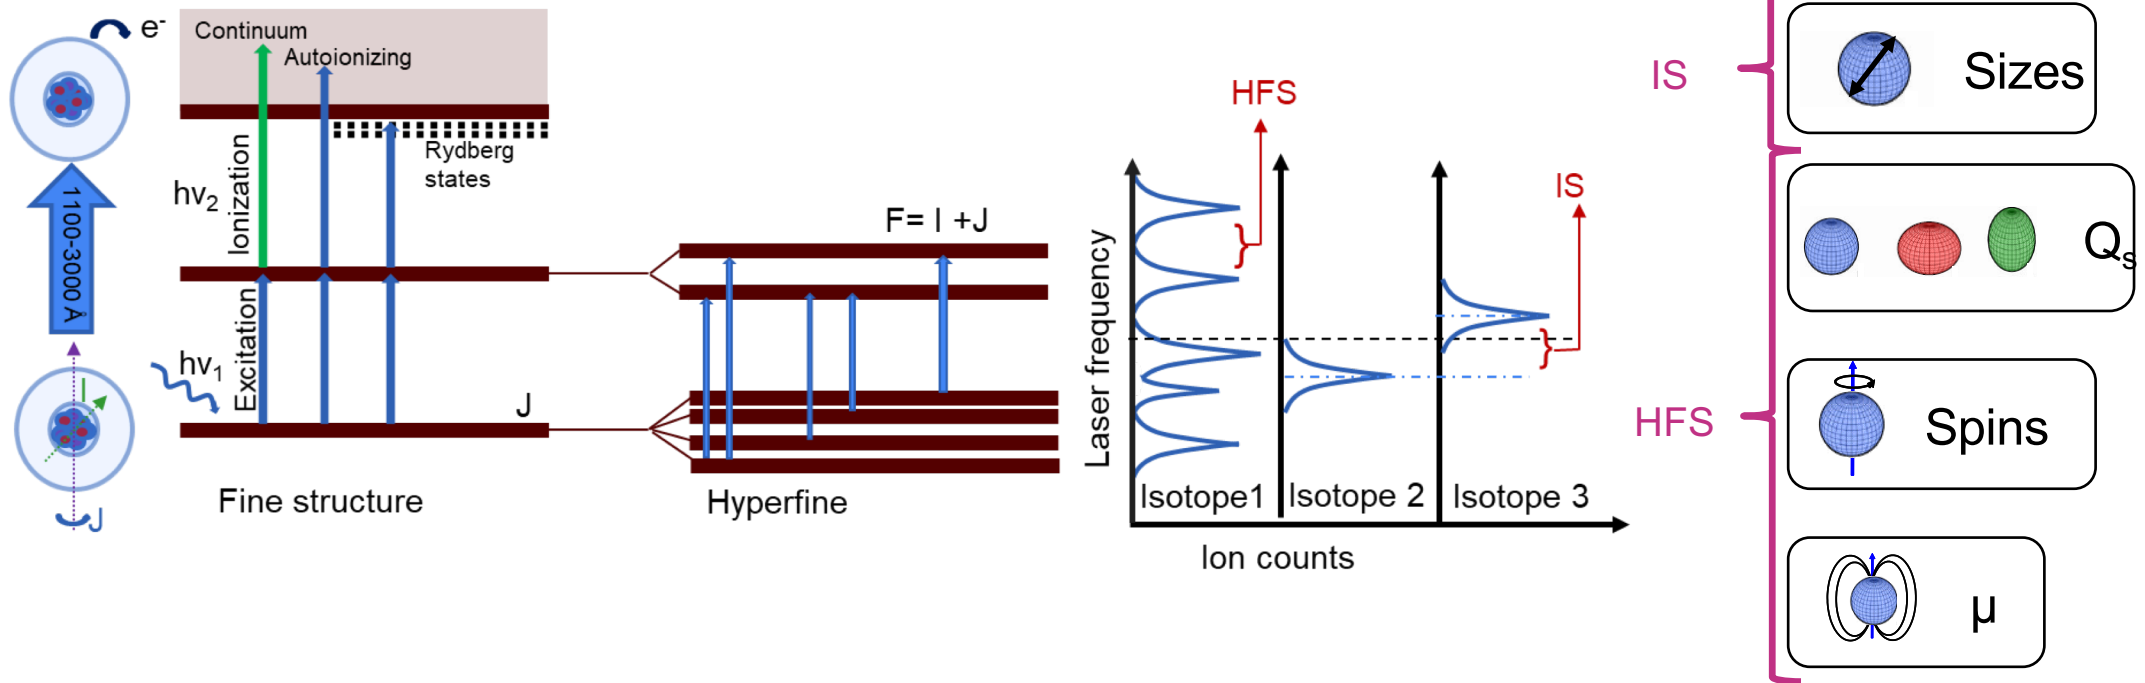 e-
Continuum
Autoionizing
Rydberg
states
hν2
Ionization
1100-3000 Å
hν1
Excitation
I
J
J
Fine structure
F= I +J
Hyperfine
HFS
IS
Laser frequency
Isotope1
Isotope 2
Isotope 3
Ion counts
IS
HFS
Sizes
Qs
Spins
μ